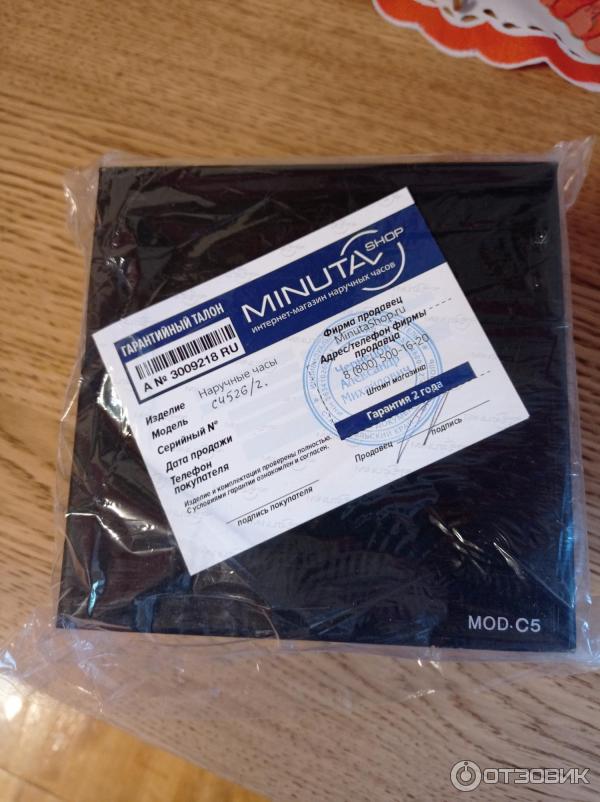 ГАРАНТИЙНЫЙ ТАЛОН
MINUTA SHOP
Интернет-магазин наручных часов
A № 3009218 RU
Изделие Наручные часы
Модель C4526/2.
Серийный №
Дата продажи
Телефон
покупателя
Изделие и комплектация проверены полностью.
С условиями гарантии ознакомлен и согласен.
подпись покупателя
Фирма продавец
MinutaShop.ru
Адрес/телефон фирмы
продавца
8 (800) 500-16-20
Штамп магазина
Гарантия 2 года
Продавец
подпись
MOD·C5
ОТЗОВИК